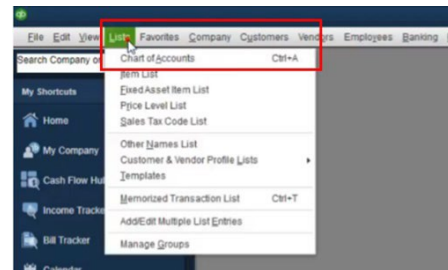 File Edit View Lists Favorites Company Customers Vendors Employees Banking
Search Company or
Chart of Accounts Ctrl+A
Item List
Fixed Asset Item List
Price Level List
Sales Tax Code List
Other Names List
Customer & Vendor Profile Lists
Templates
Memorized Transaction List Ctrl+T
Add/Edit Multiple List Entries
Manage Groups
My Shortcuts
Home
My Company
Cash Flow Hu
Income Tracke
Bill Tracker
Calendar